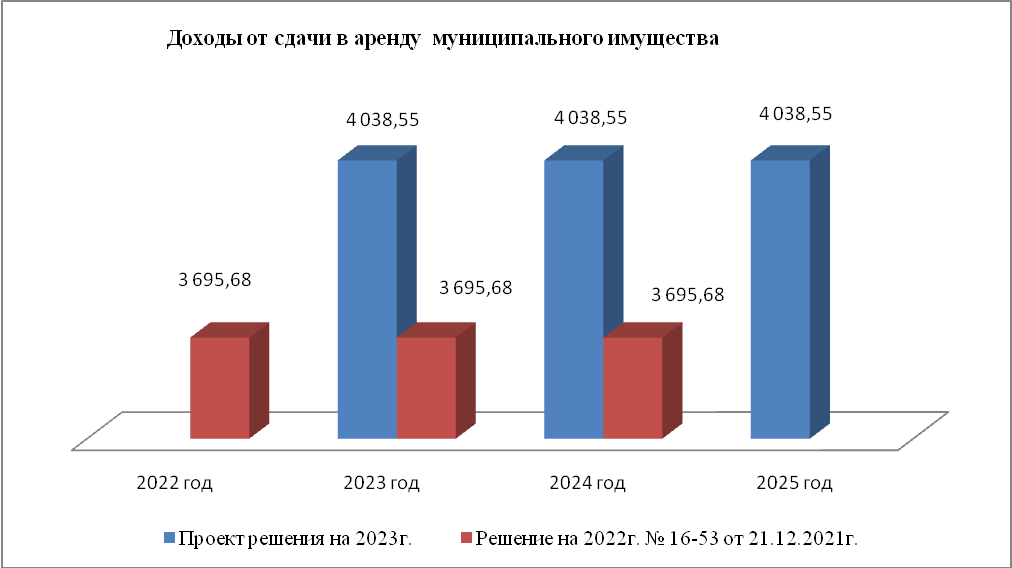 Доходы от сдачи в аренду муниципального имущества
4 038,55
4 038,55
4 038,55
3 695,68
3 695,68
3 695,68
2022 год
2023 год
2024 год
2025 год
Проект решения на 2023г.
Решение на 2022г. № 16-53 от 21.12.2021г.